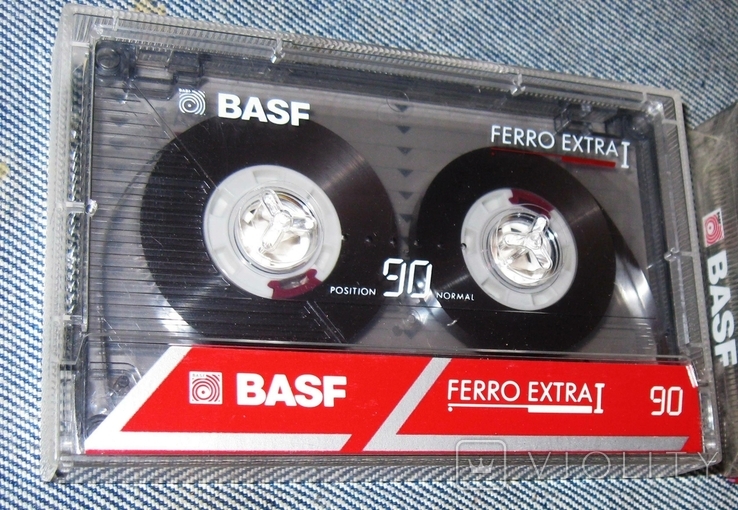 BASF
FERRO EXTRA I
POSITION 90 NORMAL
BASF FERRO EXTRA I 90
BASF
VIOLITY